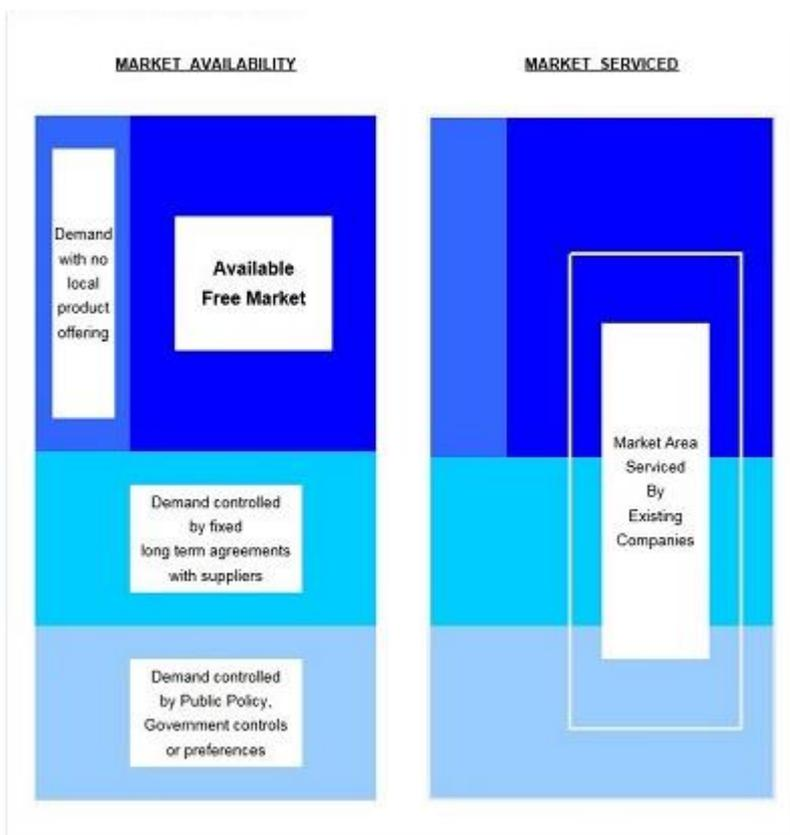 MARKET AVAILABILITY
MARKET SERVICED
Demand
with no
local
product
offering
Available
Free Market
Demand controlled
by fixed
long term agreements
with suppliers
Demand controlled
by Public Policy,
Government controls
or preferences
Market Area
Serviced
By
Existing
Companies